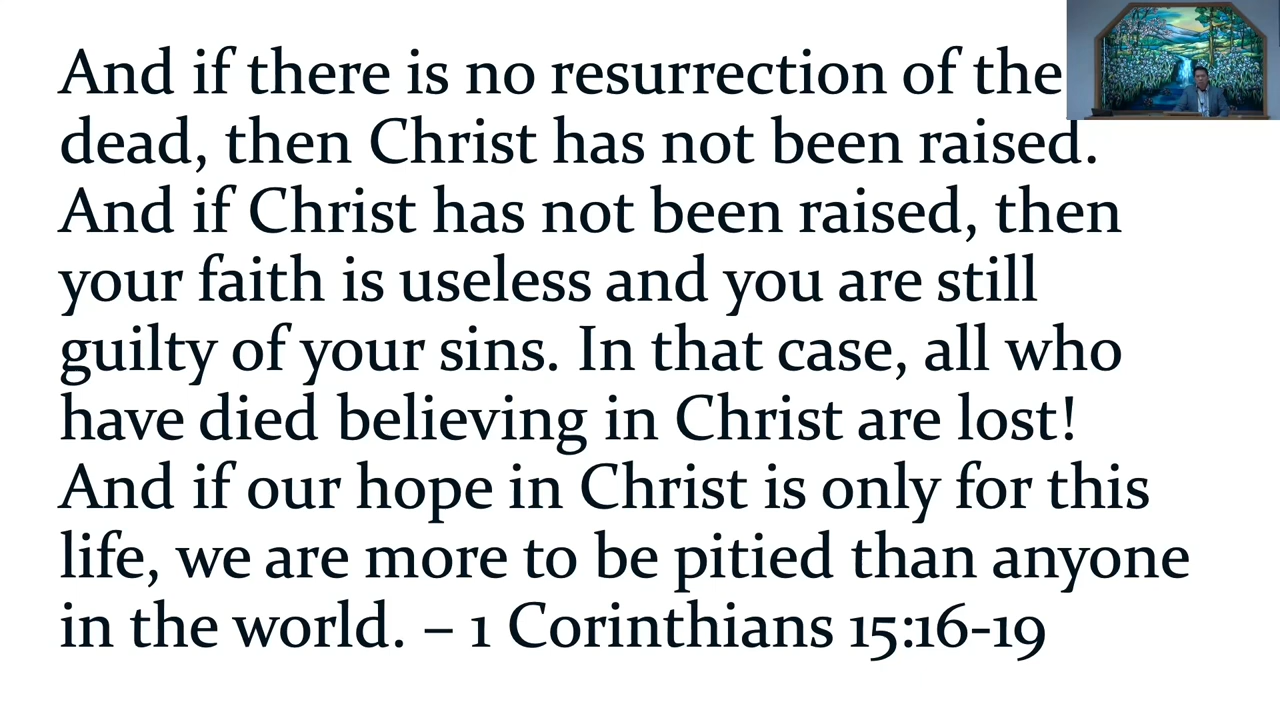 And if there is no resurrection of the
dead, then Christ has not been raised.
And if Christ has not been raised, then
your faith is useless and you are still
guilty of your sins. In that case, all who
have died believing in Christ are lost!
And if our hope in Christ is only for this
life, we are more to be pitied than anyone
in the world. – 1 Corinthians 15:16-19